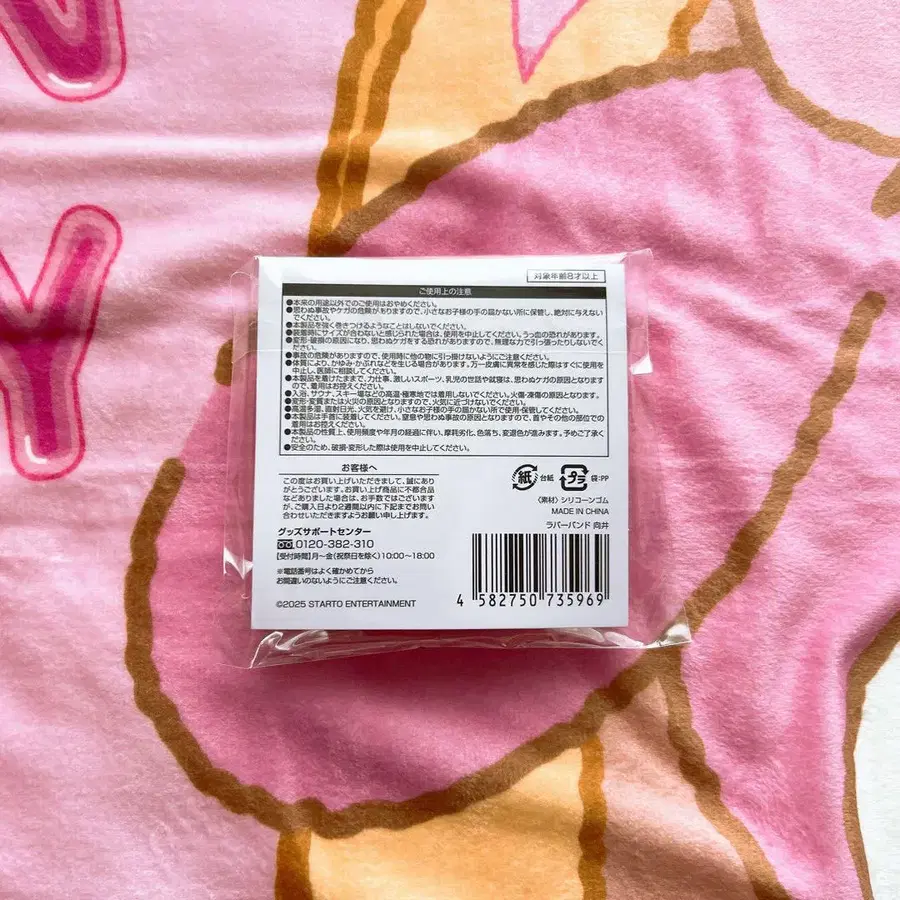 V
Y
対象年齢8才以上
ご使用上の注意
●本来の用途以外でのご使用はおやめください。
●思わぬ事故やケガの危険がありますので、小さなお子様の手の届かない所に保管し、絶対に与えない
でください。
●本製品を強く巻きつけるようなことはしないでください。
●装着時にサイズが合わないと感じられた場合は、使用を中止してください。うっ血の恐れがあります。
●変形・破損の原因になり、思わぬケガをする恐れがありますので、無理な力で引っ張ったりしないでく
ださい。
●事故の危険がありますので、使用時に他の物に引っ掛けないようにご注意ください。
●体質により、かゆみ・かぶれなどを生じる場合があります。万一皮膚に異常を感じた際はすぐに使用を
中止し、医師に相談してください。
●本製品を着けたままで、力仕事、激しいスポーツ、乳児の世話や就寝は、思わぬケガの原因となります
ので、着用はお控えください。
●入浴、サウナ、スキー場などの高温・極寒地では着用しないでください。火傷・凍傷の原因となります。
●変形・変質または火災の原因となりますので、火気に近づけないでください。
●高温多湿、直射日光、火気を避け、小さなお子様の手の届かない所で使用・保管してください。
●本製品は手首に装着してください。窒息や思わぬ事故の原因となりますので、首やその他の部位での
着用はお控えください。
●本製品の性質上、使用頻度や年月の経過に伴い、摩耗劣化、色落ち、変退色が進みます。予めご了承
ください。
●安全のため、破損・変形した際は使用を中止してください。
お客様へ
この度はお買い上げいただきまして、誠にあり
がとうございます。お買い上げ商品に不都合品
などありました場合は、お手数ではございます
が、ご購入日より2週間以内に下記までお問い
合わせいただきますようお願い申し上げます。
グッズサポートセンター
0120-382-310
【受付時間】月〜金(祝祭日を除く)10:00〜18:00
※電話番号はよく確かめてから
お間違いのないようにご注意ください。
©2025 STARTO ENTERTAINMENT
紙 台紙 プラ 袋:PP
〈素材〉シリコーンゴム
MADE IN CHINA
ラバーバンド 向井
4 582750 735969